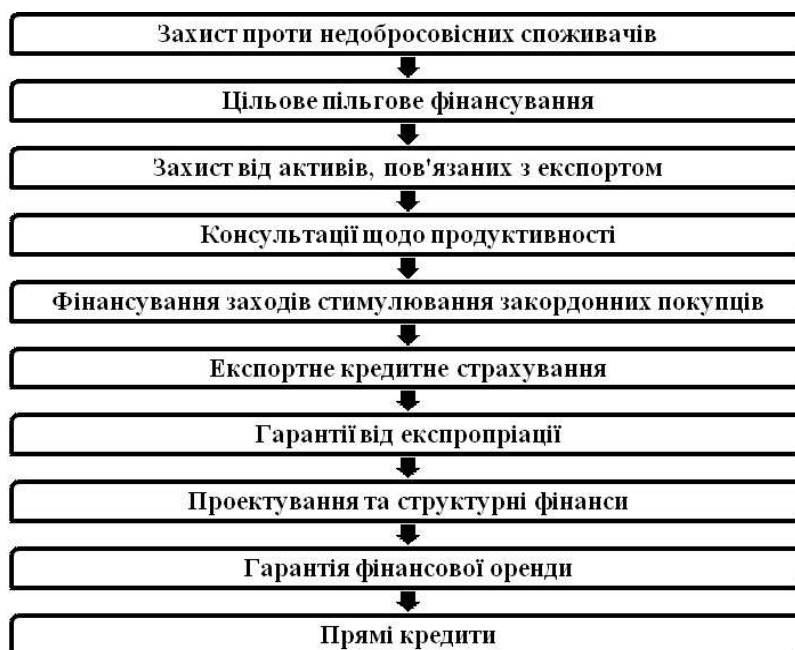 Захист проти недобросовісних споживачів
Цільове пільгове фінансування
Захист від активів, пов'язаних з експортом
Консультації щодо продуктивності
Фінансування заходів стимулювання закордонних покупців
Експортне кредитне страхування
Гарантії від експропріації
Проектування та структурні фінанси
Гарантія фінансової оренди
Прямі кредити